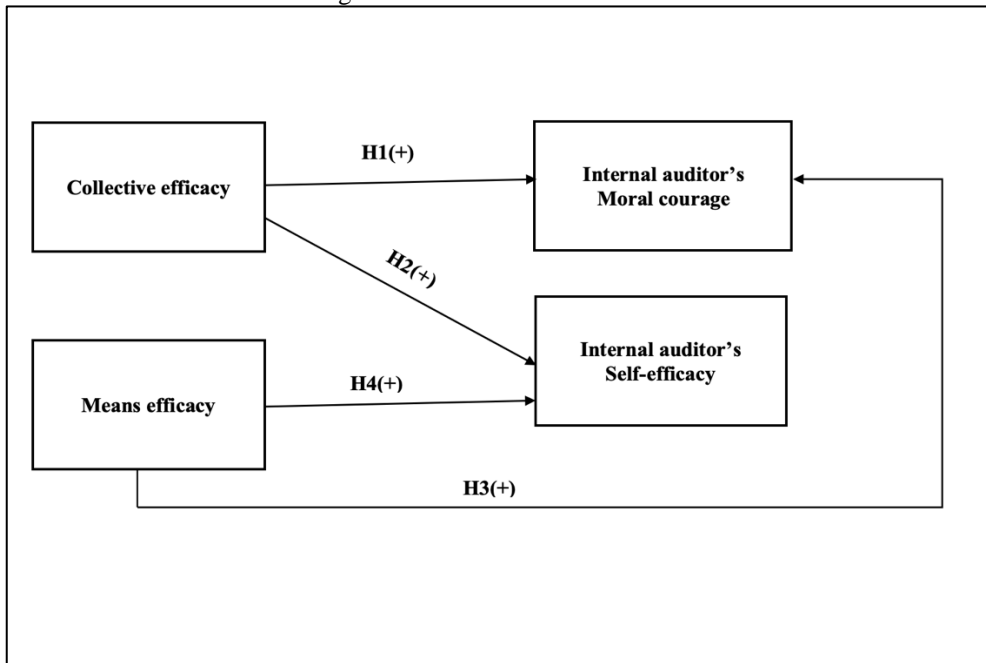 H1(+)
Collective efficacy
Internal auditor’s
Moral courage
H2(+)
Means efficacy
H4(+)
Internal auditor’s
Self-efficacy
H3(+)